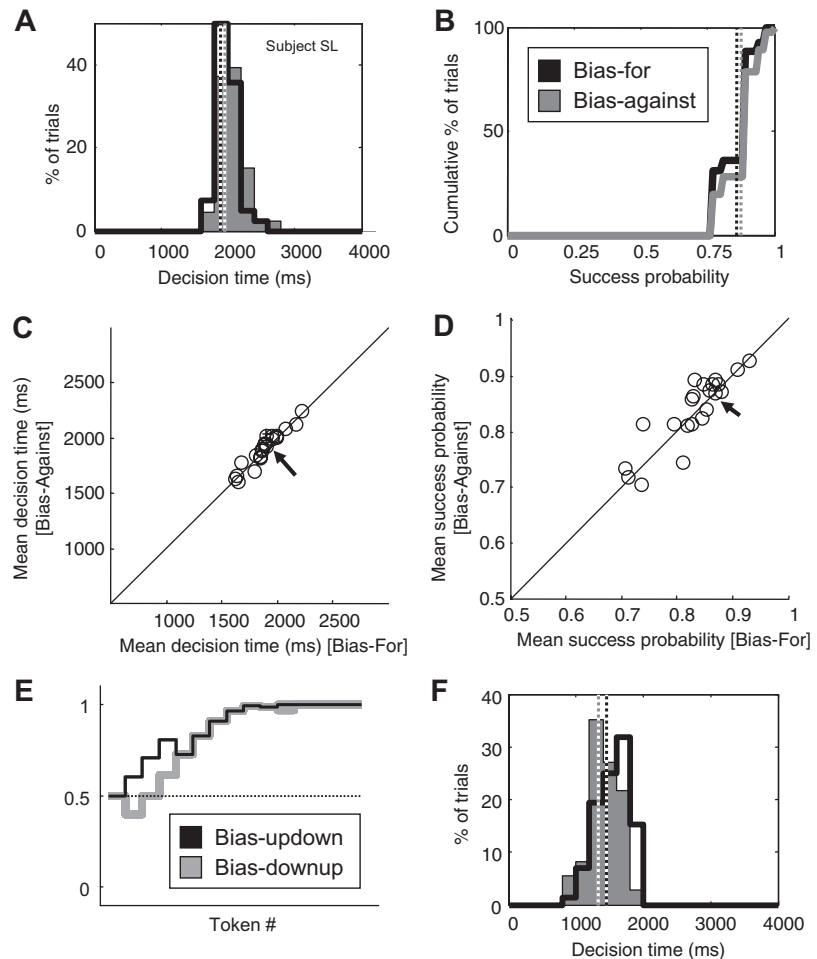 A
Subject SL
% of trials
40
20
0
0 1000 2000 3000 4000
Decision time (ms)
B
Cumulative % of trials
100
50
0
Bias-for
Bias-against
0 0.25 0.5 0.75 1
Success probability
C
Mean decision time (ms)
[Bias-Against]
2500
2000
1500
1000
1000 1500 2000 2500
Mean decision time (ms) [Bias-For]
D
Mean success probability
[Bias-Against]
1
0.9
0.8
0.7
0.6
0.5
0.5 0.6 0.7 0.8 0.9 1
Mean success probability [Bias-For]
E
1
0.5
0
Bias-updown
Bias-downup
Token #
F
% of trials
40
30
20
10
0
0 1000 2000 3000 4000
Decision time (ms)